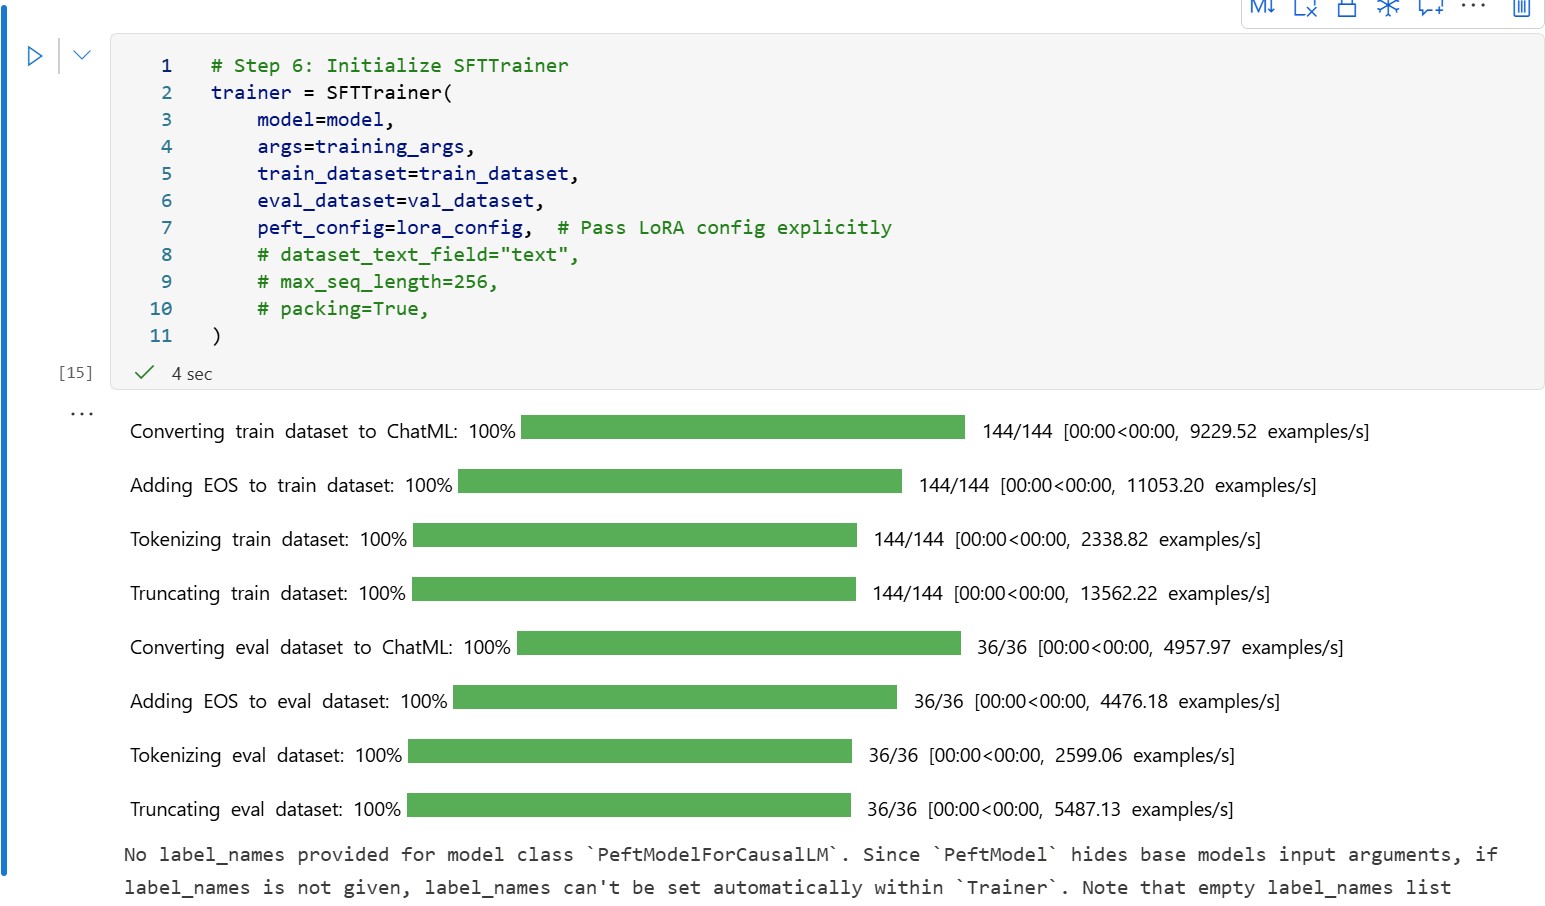 M↓
1 # Step 6: Initialize SFTTrainer
2 trainer = SFTTrainer(
3 model=model,
4 args=training_args,
5 train_dataset=train_dataset,
6 eval_dataset=val_dataset,
7 peft_config=lora_config,  # Pass LoRA config explicitly
8 # dataset_text_field="text",
9 # max_seq_length=256,
10 # packing=True,
11 )
[15] 4 sec
Converting train dataset to ChatML: 100% 144/144 [00:00<00:00, 9229.52 examples/s]
Adding EOS to train dataset: 100% 144/144 [00:00<00:00, 11053.20 examples/s]
Tokenizing train dataset: 100% 144/144 [00:00<00:00, 2338.82 examples/s]
Truncating train dataset: 100% 144/144 [00:00<00:00, 13562.22 examples/s]
Converting eval dataset to ChatML: 100% 36/36 [00:00<00:00, 4957.97 examples/s]
Adding EOS to eval dataset: 100% 36/36 [00:00<00:00, 4476.18 examples/s]
Tokenizing eval dataset: 100% 36/36 [00:00<00:00, 2599.06 examples/s]
Truncating eval dataset: 100% 36/36 [00:00<00:00, 5487.13 examples/s]
No label_names provided for model class `PeftModelForCausalLM`. Since `PeftModel` hides base models input arguments, if
label_names is not given, label_names can't be set automatically within `Trainer`. Note that empty label_names list